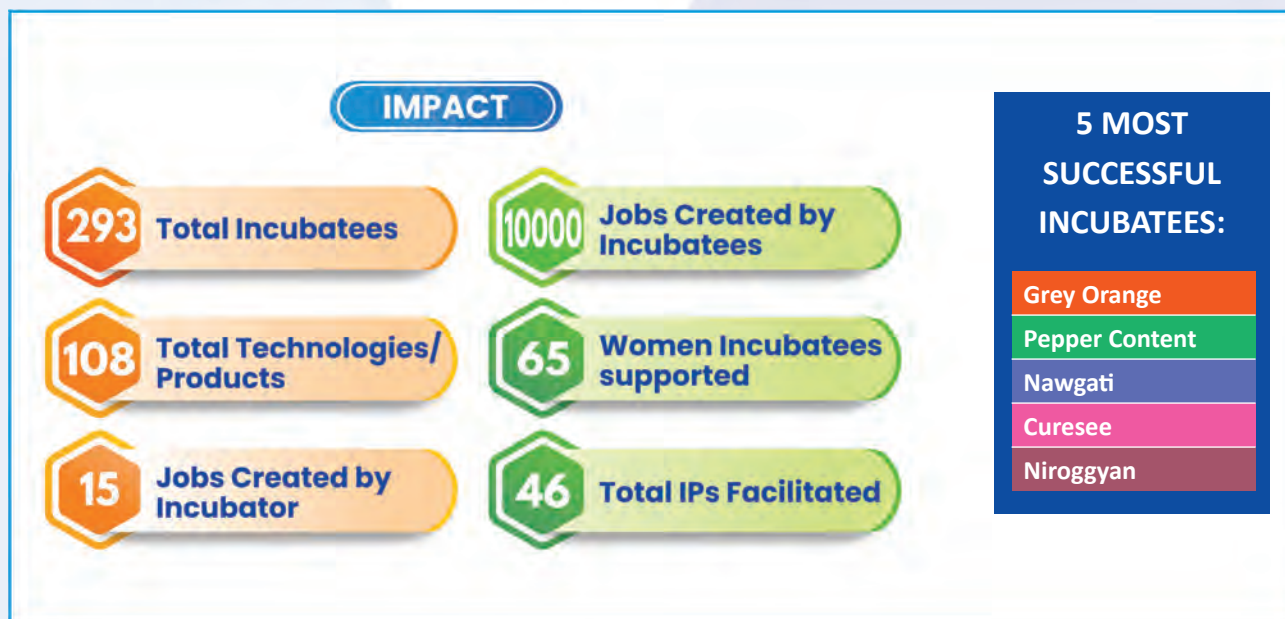 IMPACT
293
Total Incubatees
10000
Jobs Created by
Incubatees
108
Total Technologies/
Products
65
Women Incubatees
supported
15
Jobs Created by
Incubator
46
Total IPs Facilitated
5 MOST
SUCCESSFUL
INCUBATEES:
Grey Orange
Pepper Content
Nawgati
Curesee
Niroggyan